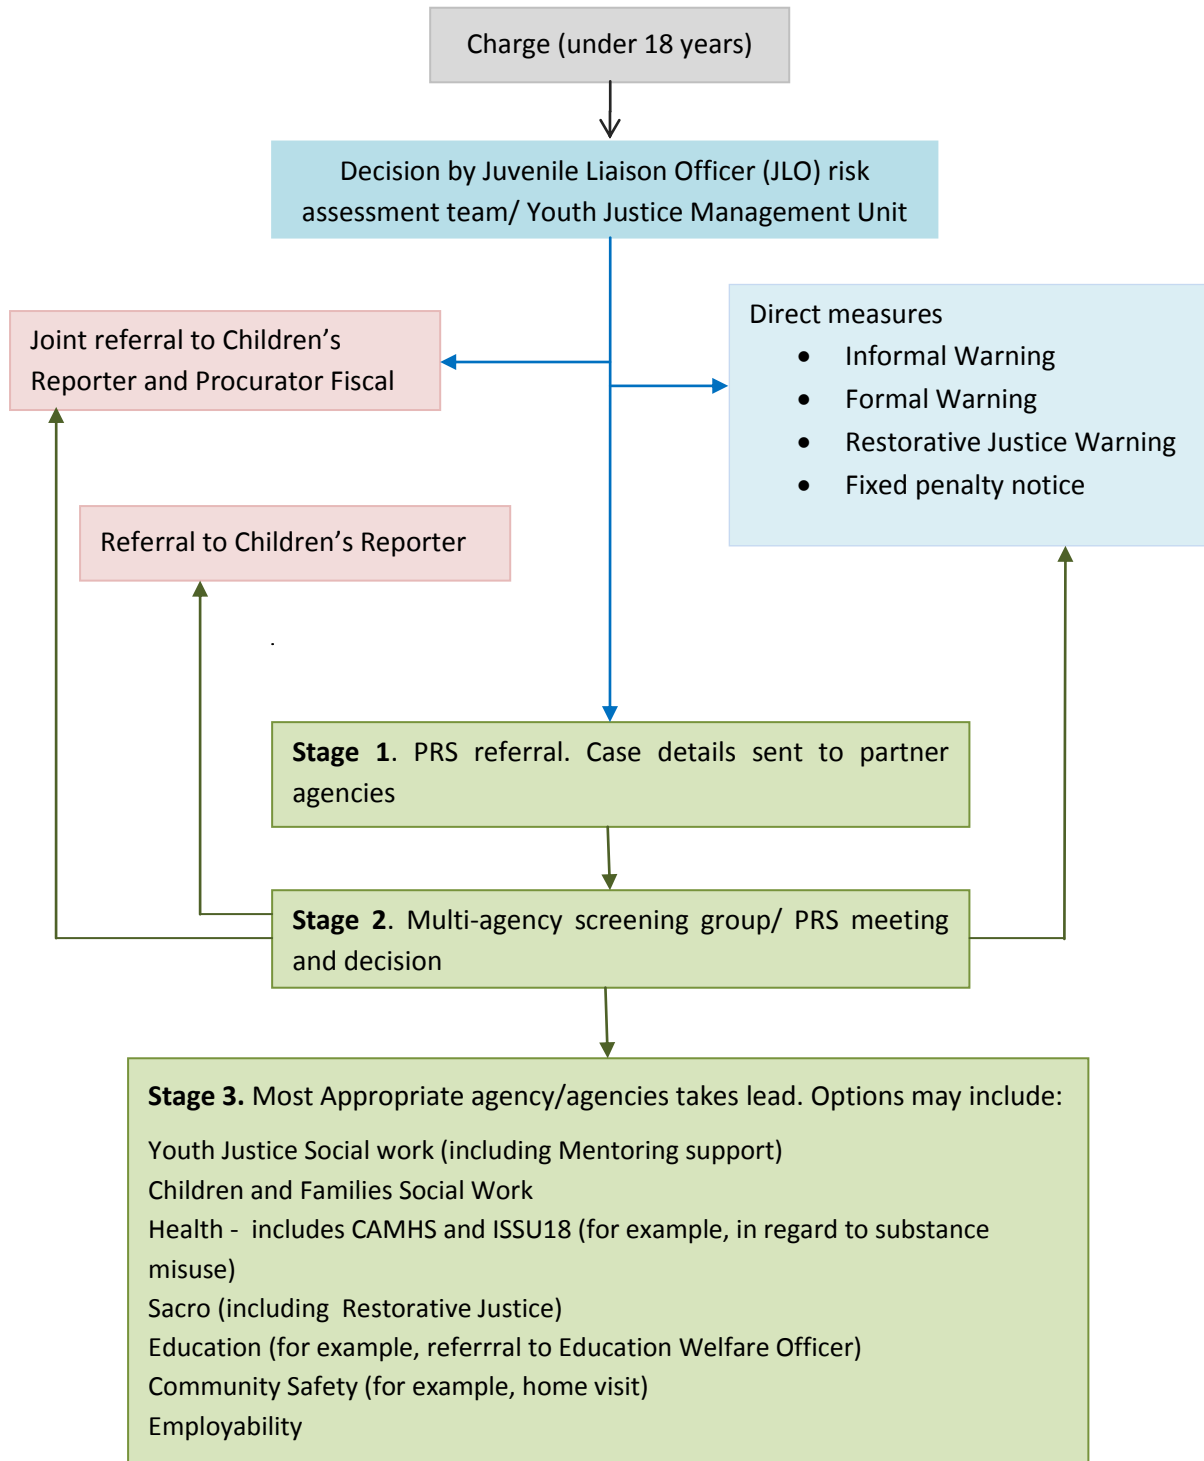 Charge (under 18 years)
Decision by Juvenile Liaison Officer (JLO) risk
assessment team/ Youth Justice Management Unit
Joint referral to Children’s
Reporter and Procurator Fiscal
Direct measures
• Informal Warning
• Formal Warning
• Restorative Justice Warning
• Fixed penalty notice
Referral to Children’s Reporter
.
Stage 1. PRS referral. Case details sent to partner
agencies
Stage 2. Multi-agency screening group/ PRS meeting
and decision
Stage 3. Most Appropriate agency/agencies takes lead. Options may include:
Youth Justice Social work (including Mentoring support)
Children and Families Social Work
Health - includes CAMHS and ISSU18 (for example, in regard to substance
misuse)
Sacro (including Restorative Justice)
Education (for example, referrral to Education Welfare Officer)
Community Safety (for example, home visit)
Employability